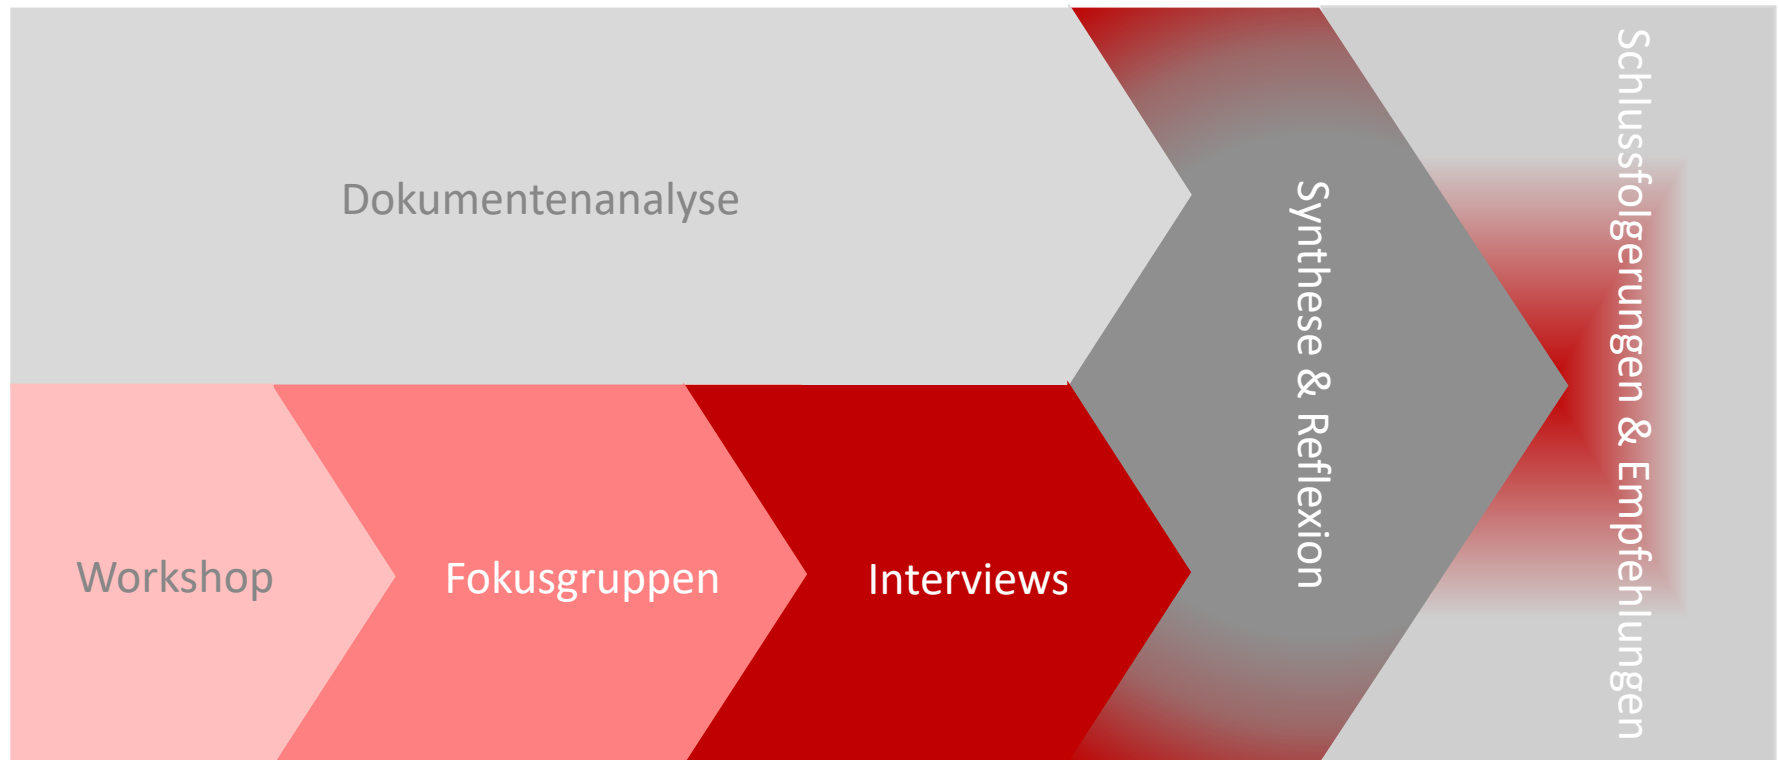 Dokumentenanalyse
Workshop
Fokusgruppen
Interviews
Synthese & Reflexion
Schlussfolgerungen & Empfehlungen